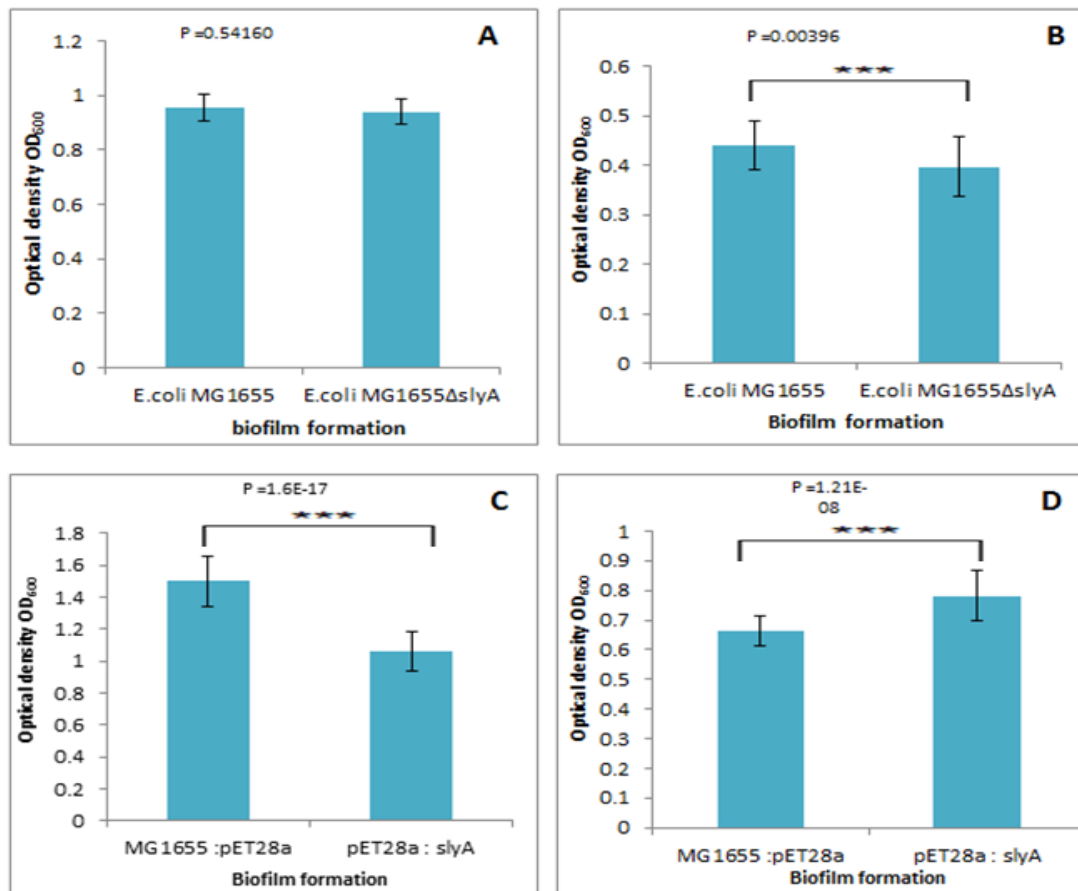 P =0.54160
A
Optical density OD600
1.2
1
0.8
0.6
0.4
0.2
0
E.coli MG1655
E.coli MG1655ΔslyA
biofilm formation
P =0.00396
B
***
Optical density OD600
0.6
0.5
0.4
0.3
0.2
0.1
0
E.coli MG1655
E.coli MG1655ΔslyA
Biofilm formation
P =1.6E-17
C
***
Optical density OD600
1.8
1.6
1.4
1.2
1
0.8
0.6
0.4
0.2
0
MG1655 :pET28a
pET28a : slyA
Biofilm formation
P =1.21E-
08
D
***
Optical density OD600
1
0.9
0.8
0.7
0.6
0.5
0.4
0.3
0.2
0.1
0
MG1655 :pET28a
pET28a : slyA
Biofilm formation